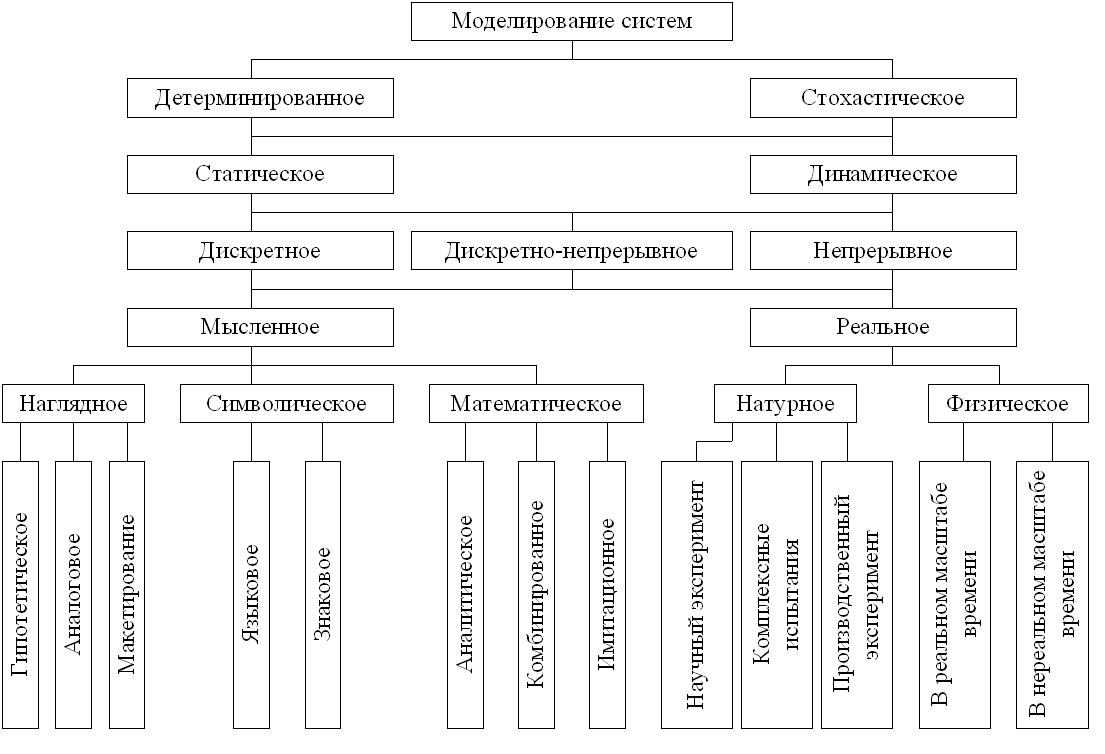 Моделирование систем
Детерминированное
Стохастическое
Статическое
Динамическое
Дискретное
Дискретно-непрерывное
Непрерывное
Мысленное
Реальное
Наглядное
Символическое
Математическое
Натурное
Физическое
Гипотетическое
Аналоговое
Макетирование
Языковое
Знаковое
Аналитическое
Комбинированное
Имитационное
Научный эксперимент
Комплексные
испытания
Производственный
эксперимент
В реальном масштабе
времени
В нереальном масштабе
времени